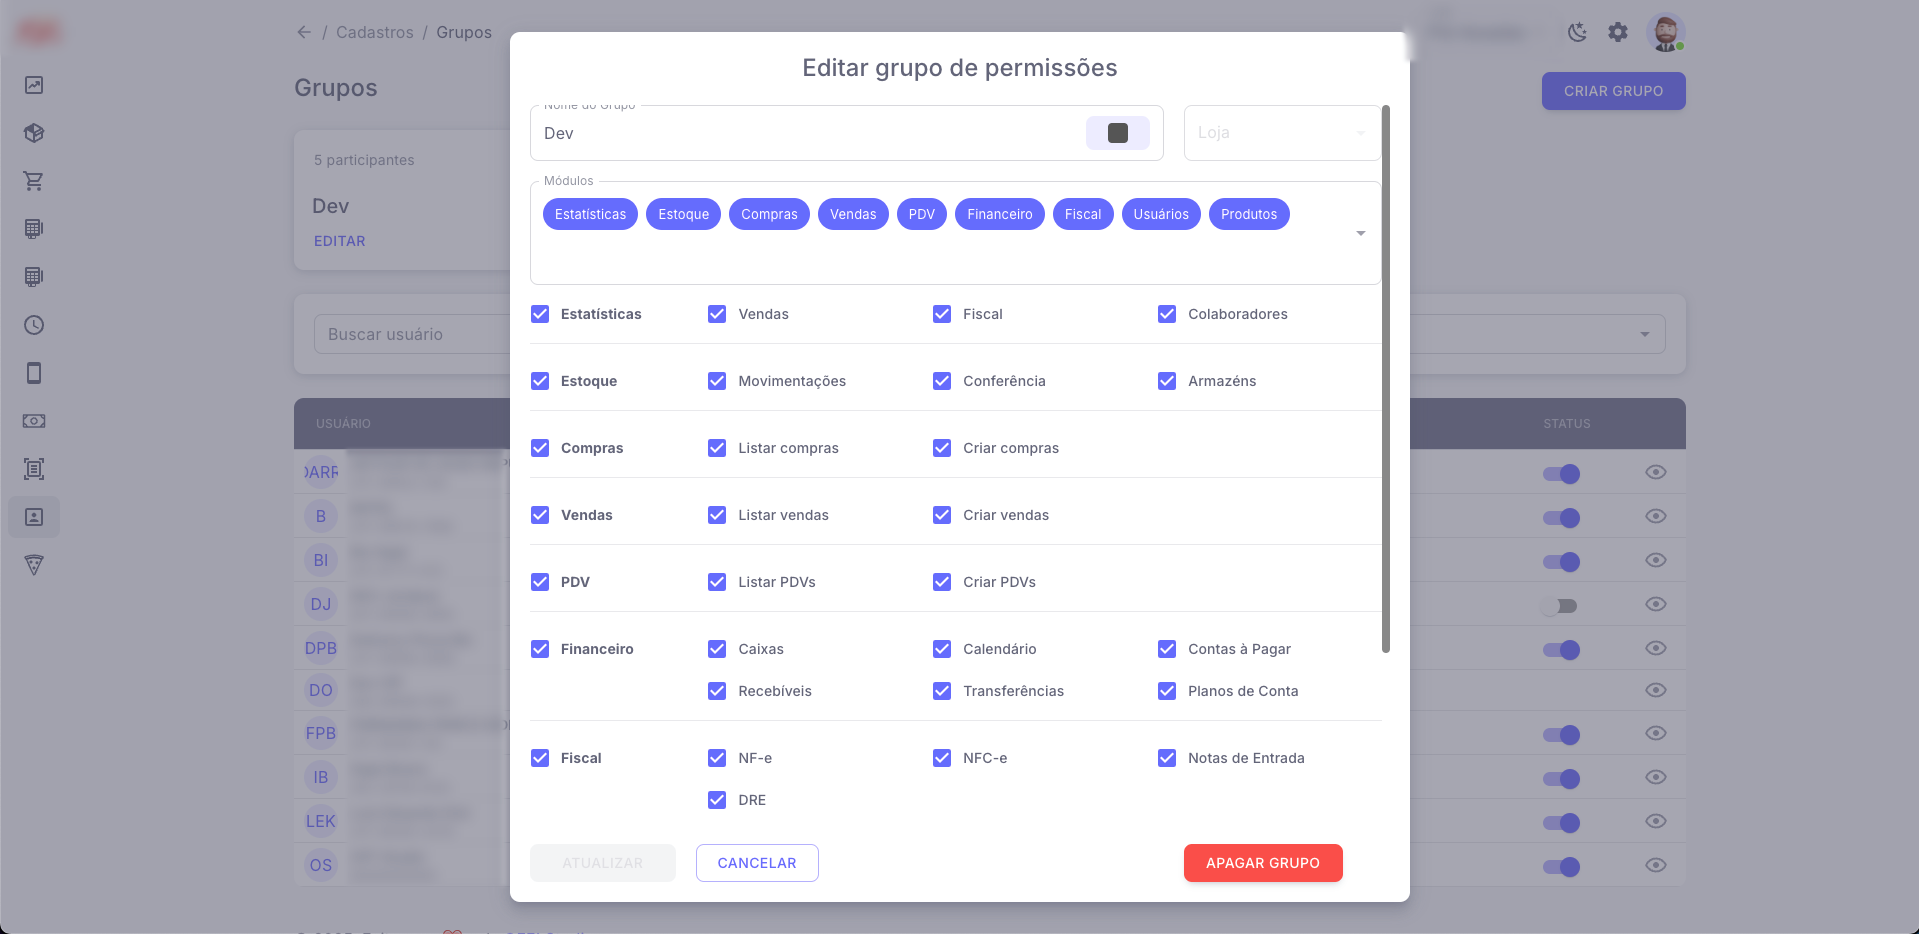 / Cadastros / Grupos
Grupos
CRIAR GRUPO
5 participantes
Dev
EDITAR
Buscar usuário
USUÁRIO
STATUS
B
BI
DJ
DPB
DO
FPB
IB
LEK
OS
Editar grupo de permissões
Nome do Grupo
Dev
Loja
Módulos
Estatísticas Estoque Compras Vendas PDV Financeiro Fiscal Usuários Produtos
Estatísticas Vendas Fiscal Colaboradores
Estoque Movimentações Conferência Armazéns
Compras Listar compras Criar compras
Vendas Listar vendas Criar vendas
PDV Listar PDVs Criar PDVs
Financeiro Caixas Calendário Contas à Pagar
Recebíveis Transferências Planos de Conta
Fiscal NF-e NFC-e Notas de Entrada
DRE
ATUALIZAR CANCELAR APAGAR GRUPO